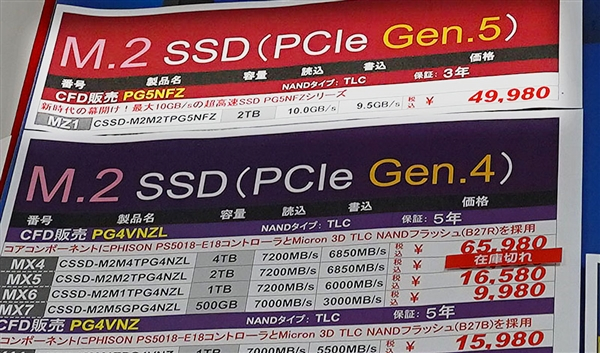 M.2 SSD(PCIe Gen.5)
番号 製品名 容量 読込 書込 価格
CFD販売 PG5NFZ NANDタイプ: TLC 保証: 3年
新時代の幕開け!最大10GB/sの超高速SSD PG5NFZシリーズ
MZ1 CSSD-M2M2TPG5NFZ 2TB 10.0GB/s 9.5GB/s 税込 ¥ 49,980
M.2 SSD(PCIe Gen.4)
番号 製品名 容量 読込 書込 価格
CFD販売 PG4VNZL NANDタイプ: TLC 保証: 5年
コアコンポーネントにPHISON PS5018-E18コントローラとMicron 3D TLC NANDフラッシュ(B27R)を採用
MX4 CSSD-M2M4TPG4NZL 4TB 7200MB/s 6850MB/s 税込 ¥ 65,980
MX5 CSSD-M2M2TPG4NZL 2TB 7200MB/s 6850MB/s 税込 ¥ 在庫切れ
MX6 CSSD-M2M1TPG4NZL 1TB 7200MB/s 6000MB/s 税込 ¥ 16,580
MX7 CSSD-M2M5GPG4NZL 500GB 7000MB/s 3000MB/s 税込 ¥ 9,980
CFD販売 PG4VNZ NANDタイプ: TLC 保証: 5年
コアコンポーネントにPHISON PS5018-E18コントローラとMicron 3D TLC NANDフラッシュ(B27B)を採用
1TB 7000MB/s 5500MB/s 税込 ¥ 15,980